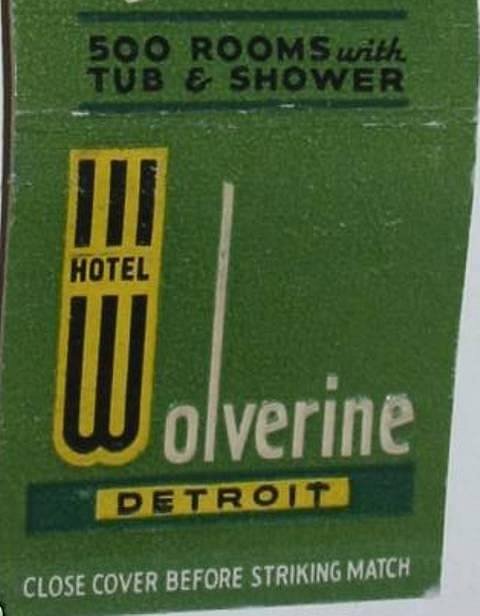 500 ROOMS with
TUB & SHOWER
HOTEL
Wolverine
DETROIT
CLOSE COVER BEFORE STRIKING MATCH